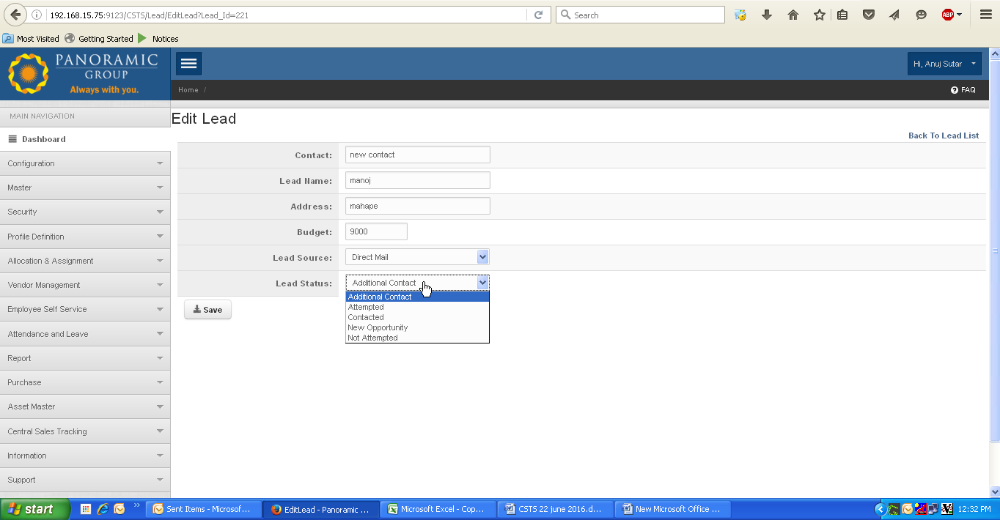 192.168.15.75:9123/CSTS/Lead/EditLead?Lead_Id=221
Search
ABP
Most Visited Getting Started Notices
PANORAMIC
GROUP
Always with you.
Hi, Anuj Sutar
Home /
FAQ
MAIN NAVIGATION
Edit Lead
Back To Lead List
Dashboard
Configuration
Master
Security
Profile Definition
Allocation & Assignment
Vendor Management
Employee Self Service
Attendance and Leave
Report
Purchase
Asset Master
Central Sales Tracking
Information
Support
Contact: new contact
Lead Name: manoj
Address: mahape
Budget: 9000
Lead Source: Direct Mail
Lead Status: Additional Contact
Additional Contact
Attempted
Contacted
New Opportunity
Not Attempted
Save
start
Sent Items - Microsof...
EditLead - Panoramic ...
Microsoft Excel - Cop...
CSTS 22 june 2016.d...
New Microsoft Office ...
12:32 PM